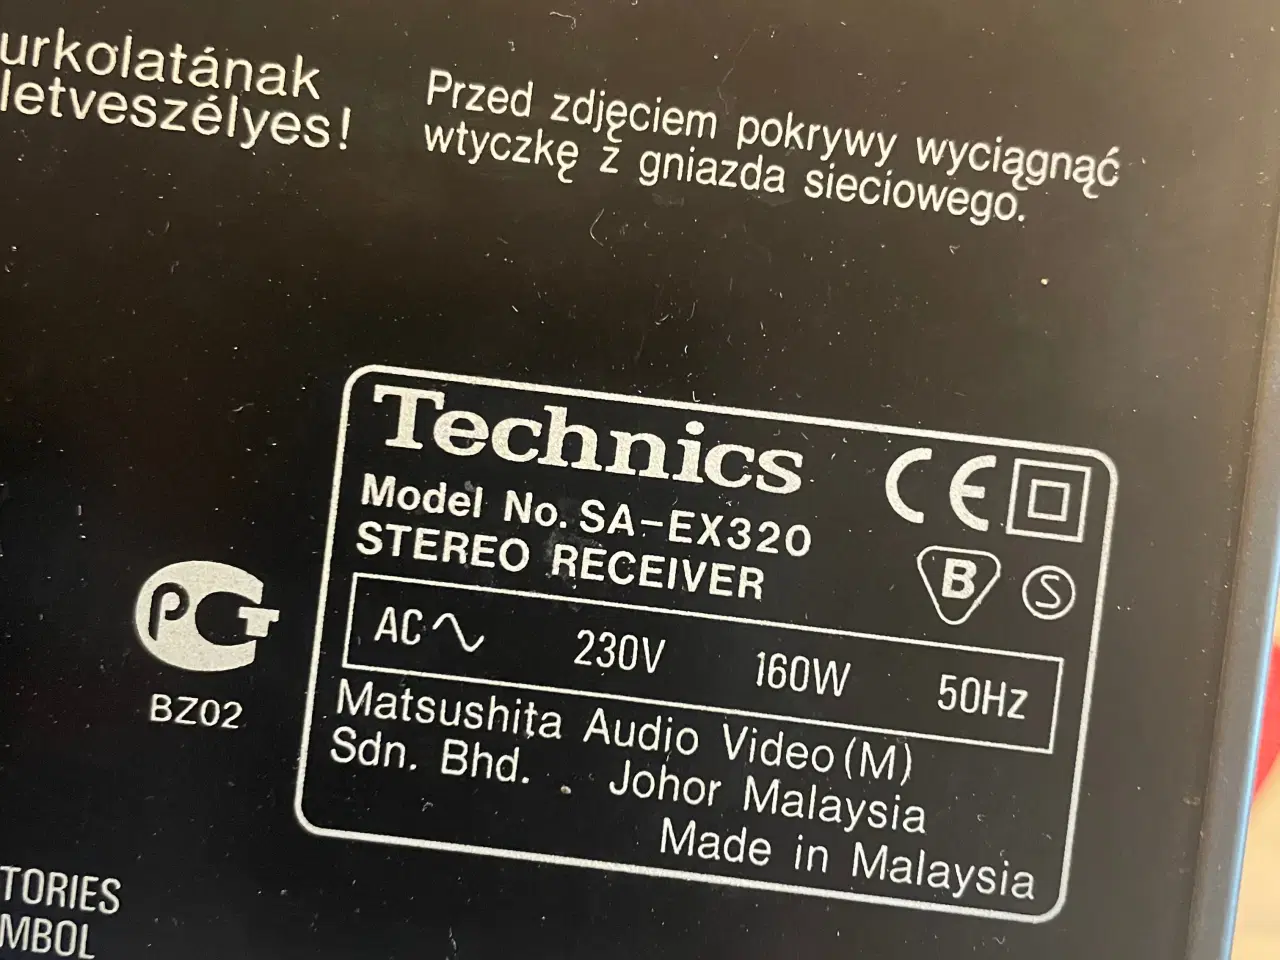 urkolatának
letveszélyes!
Przed zdjęciem pokrywy wyciągnąć
wtyczkę z gniazda sieciowego.
Technics
CE
Model No. SA-EX320
STEREO RECEIVER
B
S
AC 230V 160W 50Hz
Matsushita Audio Video (M)
Sdn. Bhd. Johor Malaysia
Made in Malaysia
PCT
BZ02
TORIES
MBOL